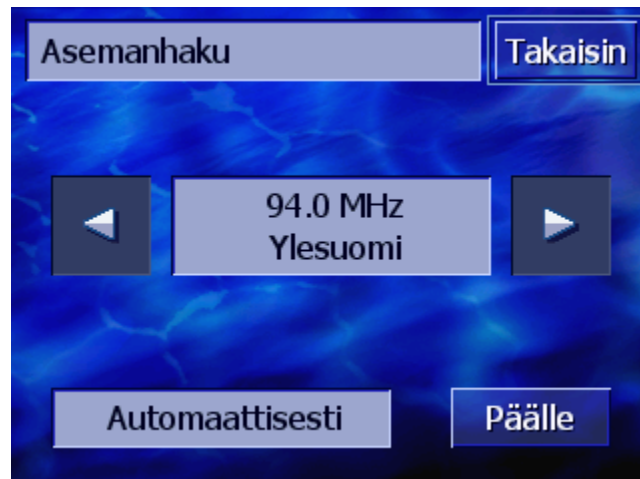 Asemanhaku
Takaisin
94.0 MHz
Ylesuomi
Automaattisesti
Päälle